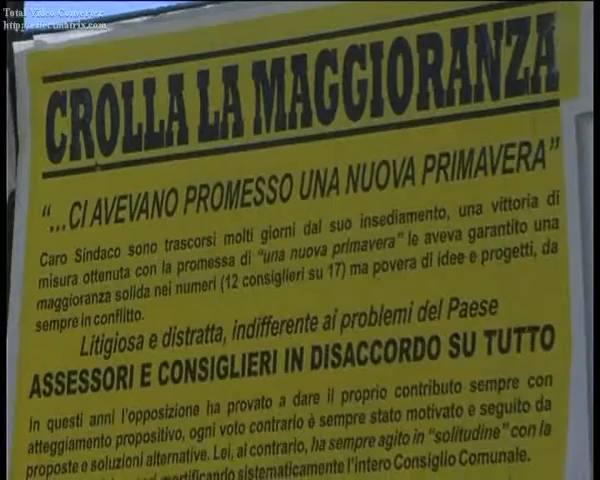 Total Video Converter
http://effectmatrix.com
CROLLA LA MAGGIORANZA
“...CI AVEVANO PROMESSO UNA NUOVA PRIMAVERA”
Caro Sindaco sono trascorsi molti giorni dal suo insediamento, una vittoria di
misura ottenuta con la promessa di “una nuova primavera” le aveva garantito una
maggioranza solida nei numeri (12 consiglieri su 17) ma povera di idee e progetti, da
sempre in conflitto.
Litigiosa e distratta, indifferente ai problemi del Paese
ASSESSORI E CONSIGLIERI IN DISACCORDO SU TUTTO
In questi anni l’opposizione ha provato a dare il proprio contributo sempre con
atteggiamento propositivo, ogni voto contrario è sempre stato motivato e seguito da
proposte e soluzioni alternative. Lei, al contrario, ha sempre agito in “solitudine” con la
mortificando sistematicamente l’intero Consiglio Comunale.